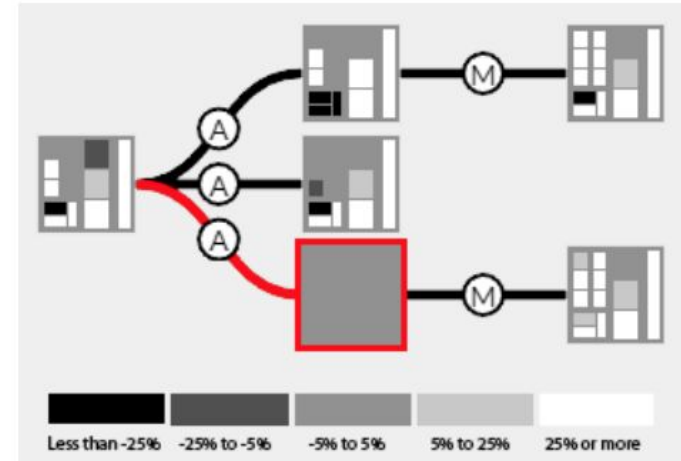 A
M
A
A
M
Less than -25%
-25% to -5%
-5% to 5%
5% to 25%
25% or more